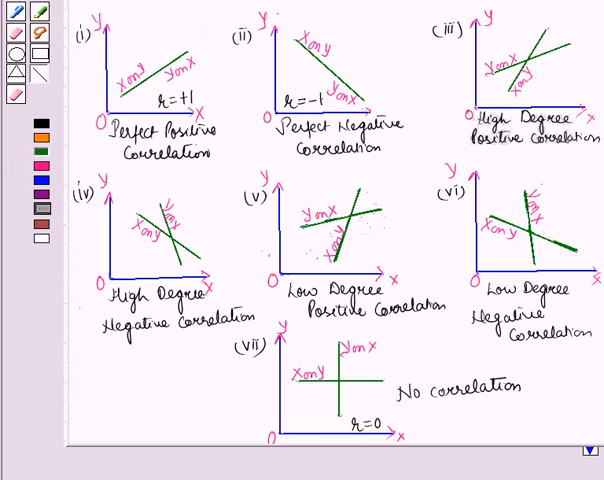 (i)
Y
X on y
y on x
r = +1
O
X
Perfect Positive
Correlation
(ii)
Y
X on y
y on x
r = -1
O
x
Perfect Negative
Correlation
(iii)
y
y on x
X on y
O
x
High Degree
Positive Correlation
(iv)
y
y on x
X on y
O
x
High Degree
Negative Correlation
(v)
y
y on x
X on y
O
x
Low Degree
Positive Correlation
(vi)
y
y on x
X on y
O
x
Low Degree
Negative
Correlation
(vii)
y
y on x
X on y
r = 0
O
x
No correlation